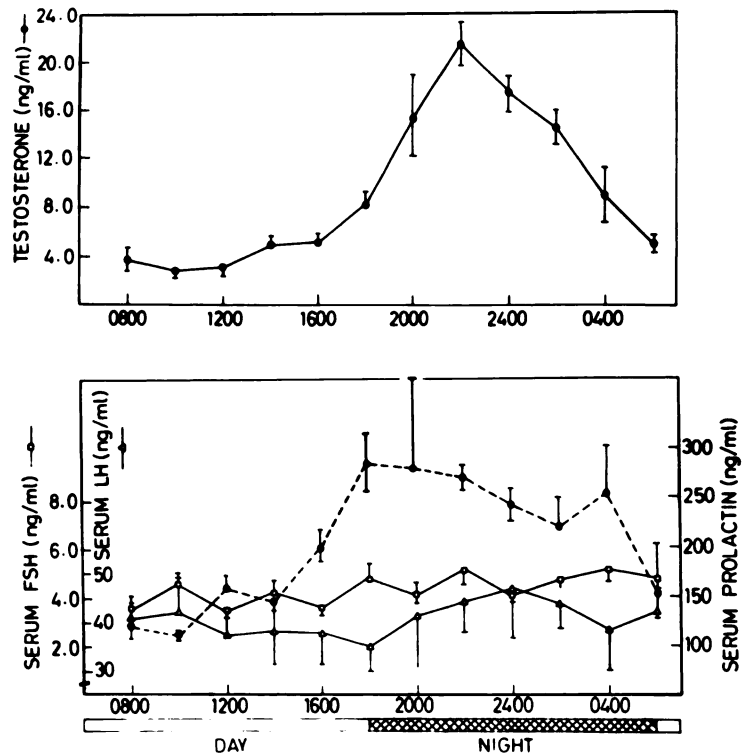 TESTOSTERONE (ng/ml)
24.0
20.0
16.0
12.0
8.0
4.0
0800 1200 1600 2000 2400 0400
SERUM FSH (ng/ml)
8.0
6.0
4.0
2.0
SERUM LH (ng/ml)
50
40
30
300
250
200
150
100
SERUM PROLACTIN (ng/ml)
0800 1200 1600 2000 2400 0400
DAY NIGHT